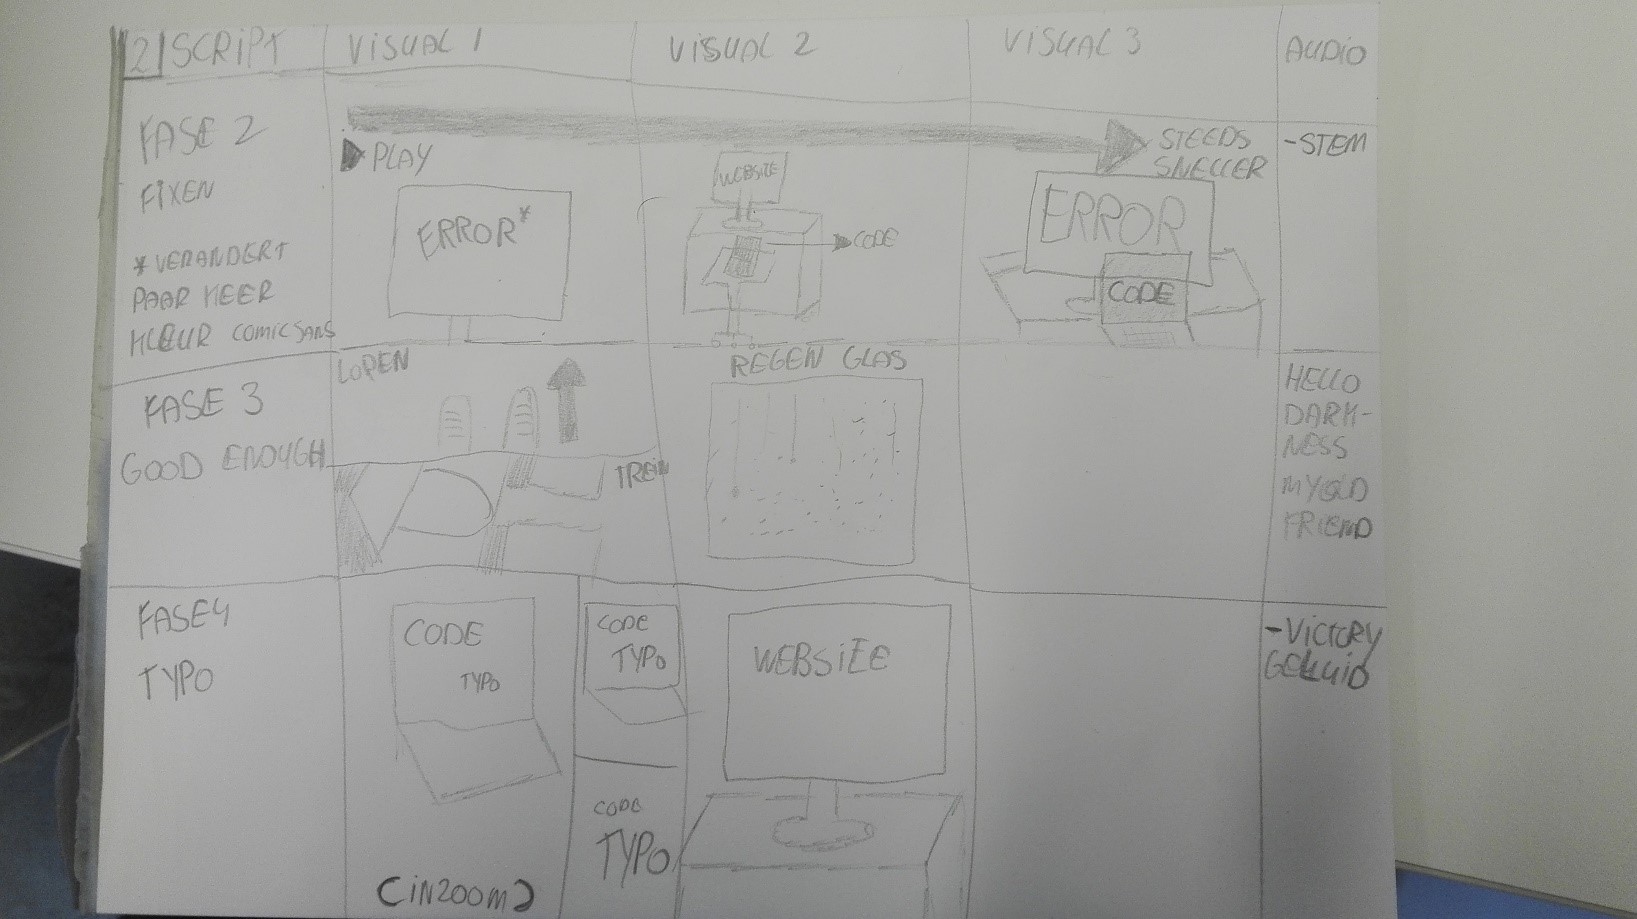 2 SCRIPT
VISUAL 1
VISUAL 2
VISUAL 3
AUDIO
FASE 2
FIXEN
* VERANDERT
PAAR KEER
KLEUR COMIC SANS
PLAY
ERROR*
WEBSITE
CODE
STEEDS
SNELLER
ERROR
CODE
-STEM
FASE 3
GOOD ENOUGH
LOPEN
TREIN
REGEN GLAS
HELLO
DARK-
NESS
MY OLD
FRIEND
FASE 4
TYPO
CODE
TYPO
(INZOOM)
CODE
TYPO
CODE
TYPO
WEBSITE
-VICTORY
GELUID